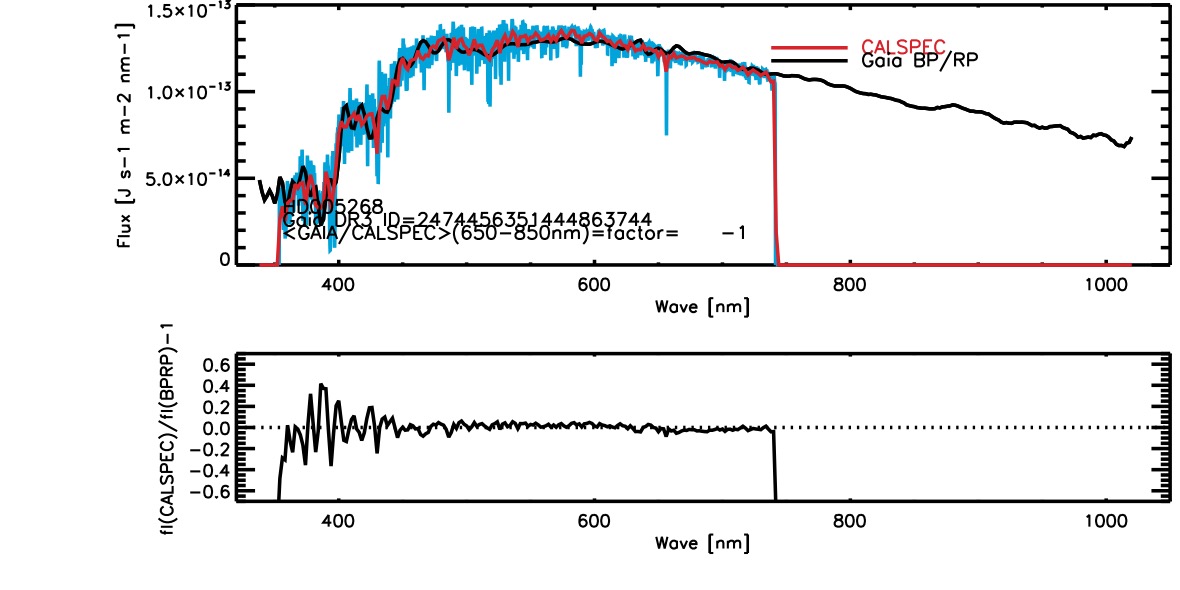 1.5×10−13
1.0×10−13
5.0×10−14
0
Flux [J s−1 m−2 nm−1]
CALSPEC
Gaia BP/RP
HD005268
Gaia DR3 ID=2474456351444863744
<GAIA/CALSPEC>(650−850nm)=factor= −1
400 600 800 1000
Wave [nm]
fl(CALSPEC)/fl(BPRP)−1
0.6
0.4
0.2
0.0
−0.2
−0.4
−0.6
400 600 800 1000
Wave [nm]